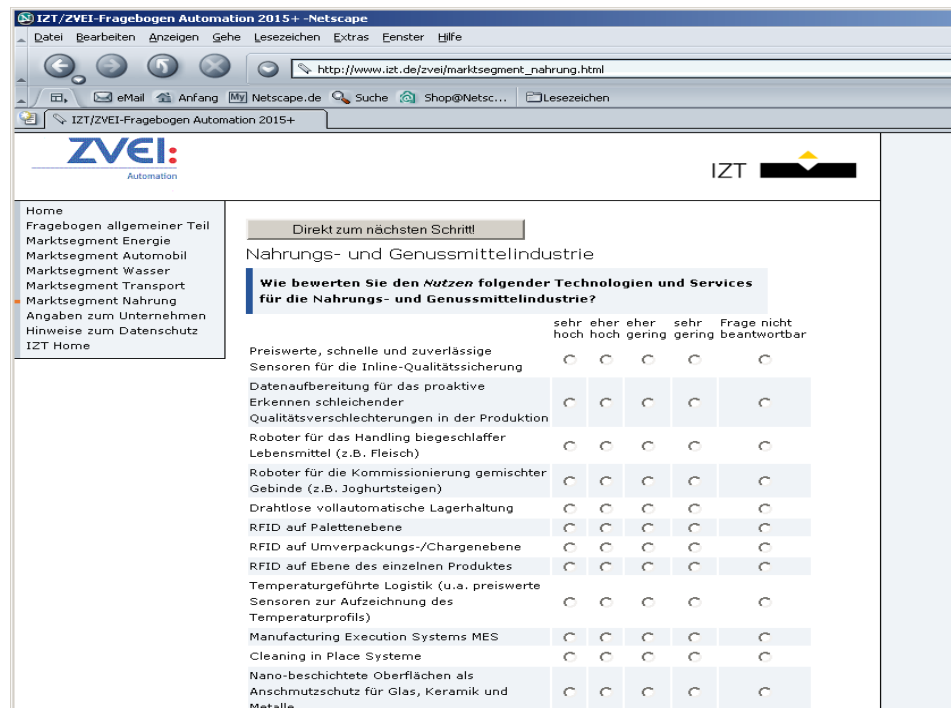 IZT/ZVEI-Fragebogen Automation 2015+ -Netscape
Datei Bearbeiten Anzeigen Gehe Lesezeichen Extras Fenster Hilfe
http://www.izt.de/zvei/marktsegment_nahrung.html
eMail Anfang My Netscape.de Suche Shop@Netsc... Lesezeichen
IZT/ZVEI-Fragebogen Automation 2015+
ZVEI:
Automation
IZT
Home
Fragebogen allgemeiner Teil
Marktsegment Energie
Marktsegment Automobil
Marktsegment Wasser
Marktsegment Transport
Marktsegment Nahrung
Angaben zum Unternehmen
Hinweise zum Datenschutz
IZT Home
Direkt zum nächsten Schritt!
Nahrungs- und Genussmittelindustrie
Wie bewerten Sie den Nutzen folgender Technologien und Services
für die Nahrungs- und Genussmittelindustrie?
sehr eher eher sehr Frage nicht
hoch hoch gering gering beantwortbar
Preiswerte, schnelle und zuverlässige
Sensoren für die Inline-Qualitätssicherung
Datenaufbereitung für das proaktive
Erkennen schleichender
Qualitätsverschlechterungen in der Produktion
Roboter für das Handling biegeschlaffer
Lebensmittel (z.B. Fleisch)
Roboter für die Kommissionierung gemischter
Gebinde (z.B. Joghurtsteigen)
Drahtlose vollautomatische Lagerhaltung
RFID auf Palettenebene
RFID auf Umverpackungs-/Chargenebene
RFID auf Ebene des einzelnen Produktes
Temperaturgeführte Logistik (u.a. preiswerte
Sensoren zur Aufzeichnung des
Temperaturprofils)
Manufacturing Execution Systems MES
Cleaning in Place Systeme
Nano-beschichtete Oberflächen als
Anschmutzschutz für Glas, Keramik und
Metalle